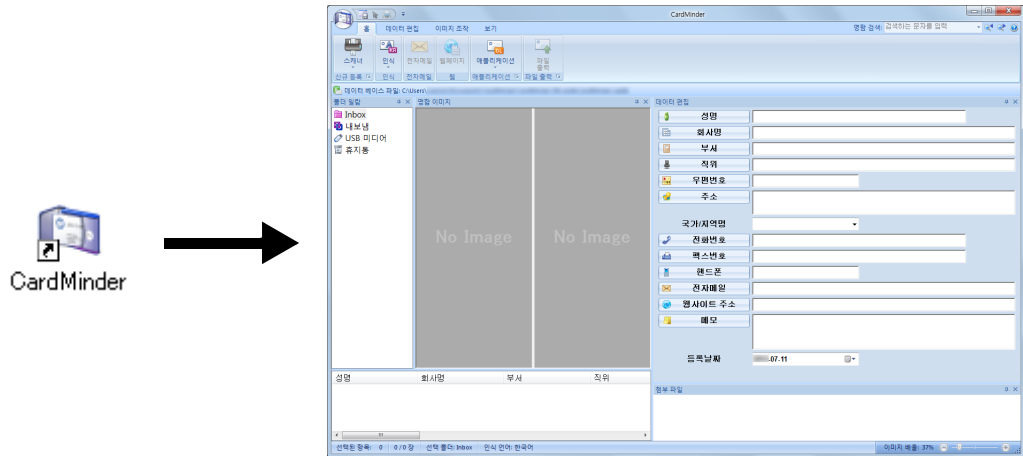 CardMinder
CardMinder
홈 데이터 편집 이미지 조작 보기
명함 검색: 검색하는 문자를 입력
스캐너 인식 전자메일 웹페이지 애플리케이션 파일 출력
신규 등록 인식 전자메일 웹 애플리케이션 파일 출력
데이터 베이스 파일: C:\Users\
폴더 일람 명함 이미지 데이터 편집
Inbox
내보냄
USB 미디어
휴지통
No Image No Image
성명
회사명
부서
직위
우편번호
주소
국가/지역명
전화번호
팩스번호
핸드폰
전자메일
웹사이트 주소
메모
등록날짜 -07-11
성명 회사명 부서 직위
첨부 파일
선택된 항목: 0 0 / 0 장 선택 폴더: Inbox 인식 언어: 한국어 이미지 배율: 37%